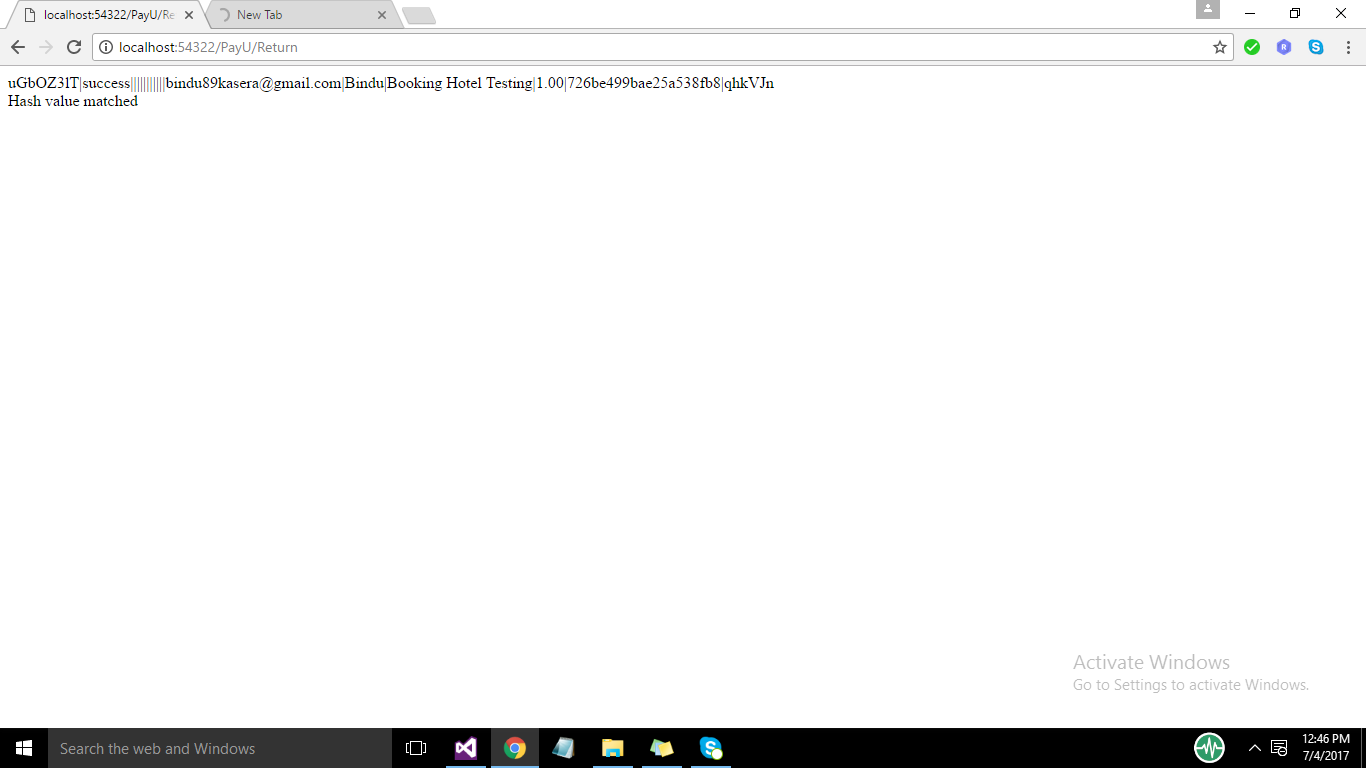 localhost:54322/PayU/Re
New Tab
localhost:54322/PayU/Return
uGbOZ3lT|success|||||||||||bindu89kasera@gmail.com|Bindu|Booking Hotel Testing|1.00|726be499bae25a538fb8|qhkVJn
Hash value matched
Activate Windows
Go to Settings to activate Windows.
Search the web and Windows
12:46 PM
7/4/2017